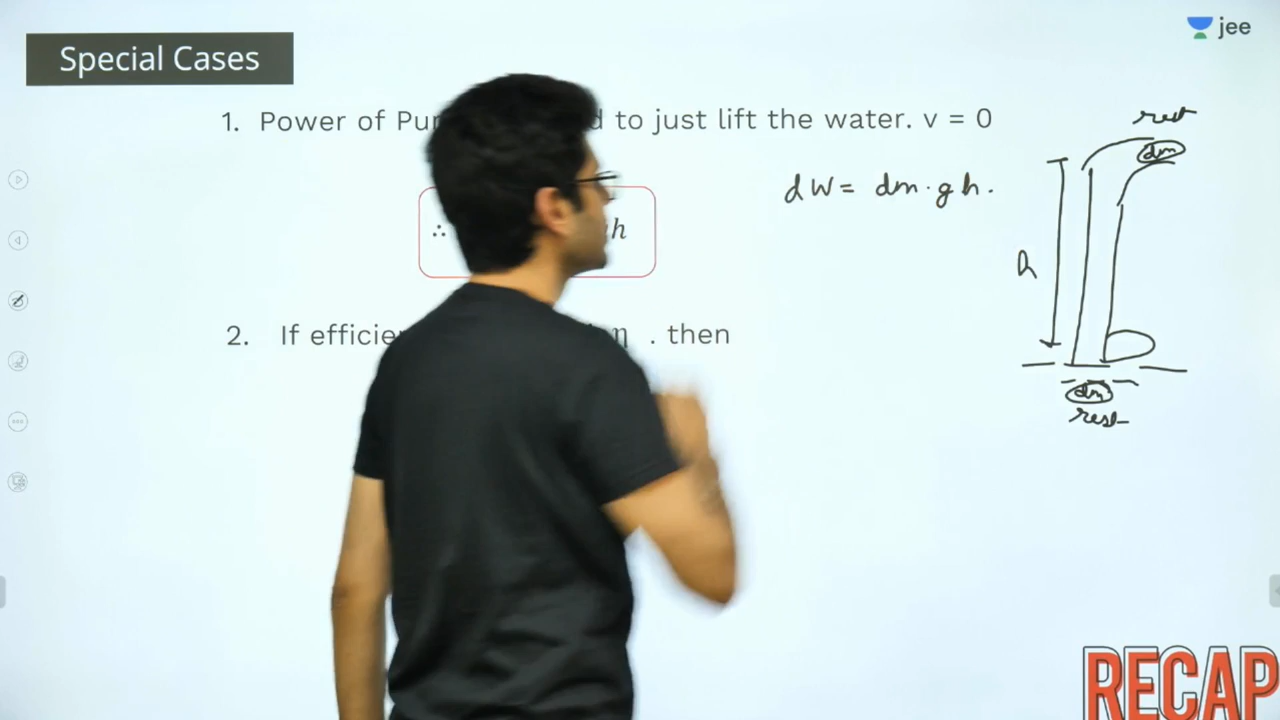 jee
Special Cases
1. Power of Pu to just lift the water. v = 0
rest
dm
dW = dm·gh.
∴ h
h
2. If η . then
dm
rest
RECAP